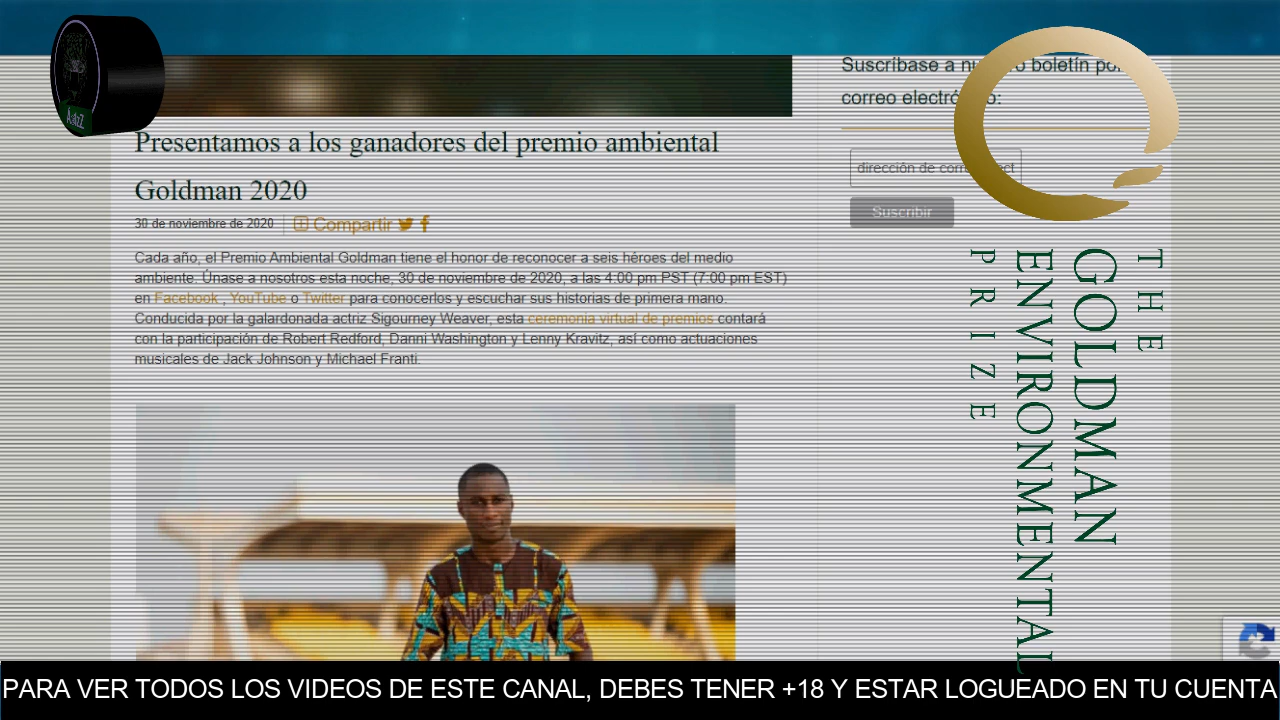 AtoZ
Suscríbase a nu o boletín po
correo electró o:
Presentamos a los ganadores del premio ambiental
Goldman 2020
30 de noviembre de 2020
Compartir
dirección de corr ect
Suscribir
Cada año, el Premio Ambiental Goldman tiene el honor de reconocer a seis héroes del medio
ambiente. Únase a nosotros esta noche, 30 de noviembre de 2020, a las 4:00 pm PST (7:00 pm EST)
en Facebook , YouTube o Twitter para conocerlos y escuchar sus historias de primera mano.
Conducida por la galardonada actriz Sigourney Weaver, esta ceremonia virtual de premios contará
con la participación de Robert Redford, Danni Washington y Lenny Kravitz, así como actuaciones
musicales de Jack Johnson y Michael Franti.
THE
GOLDMAN
ENVIRONMENTAL
PRIZE
PARA VER TODOS LOS VIDEOS DE ESTE CANAL, DEBES TENER +18 Y ESTAR LOGUEADO EN TU CUENTA